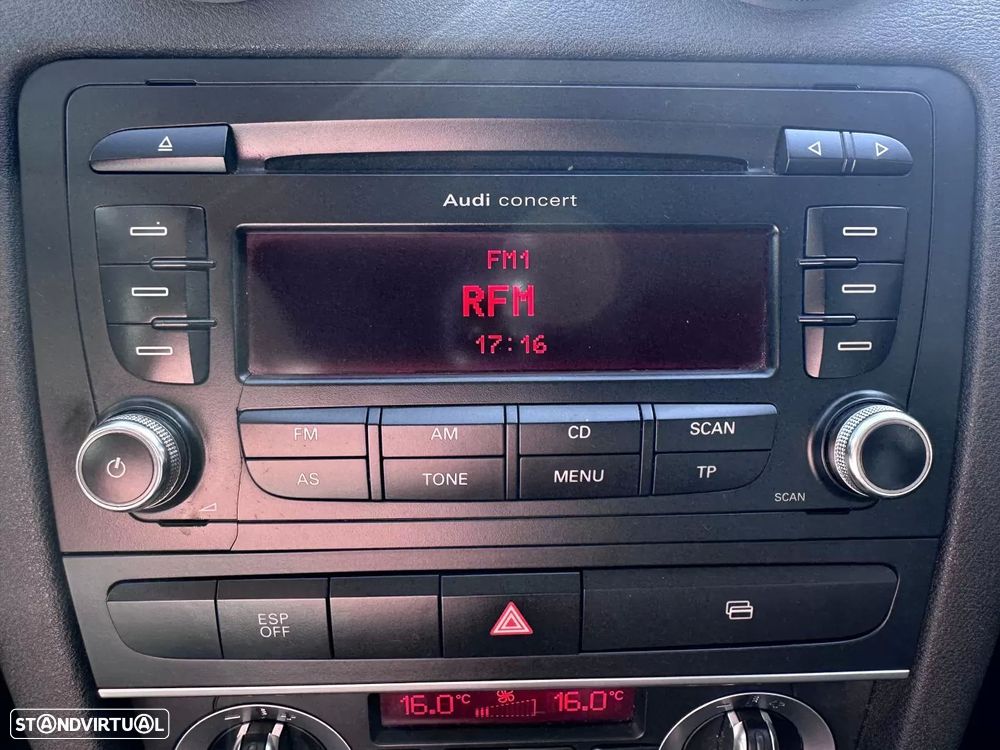 Audi concert
FM1
RFM
17:16
FM AM CD SCAN
AS TONE MENU TP
SCAN
ESP
OFF
16.0°C 16.0°C
STANDVIRTUAL